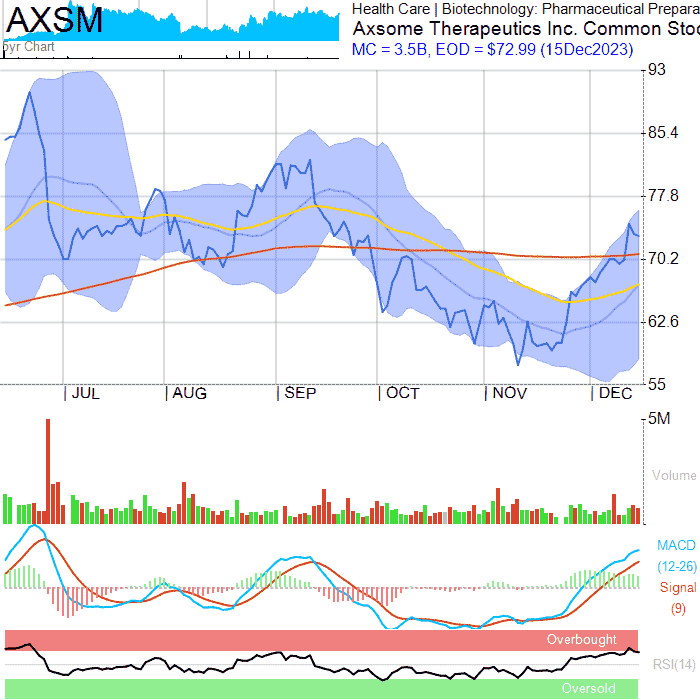 AXSM
5yr Chart
Health Care | Biotechnology: Pharmaceutical Prepara
Axsome Therapeutics Inc. Common Stoc
MC = 3.5B, EOD = $72.99 (15Dec2023)
93
85.4
77.8
70.2
62.6
55
| JUL | AUG | SEP | OCT | NOV | DEC
5M
Volume
MACD
(12-26)
Signal
(9)
Overbought
RSI(14)
Oversold